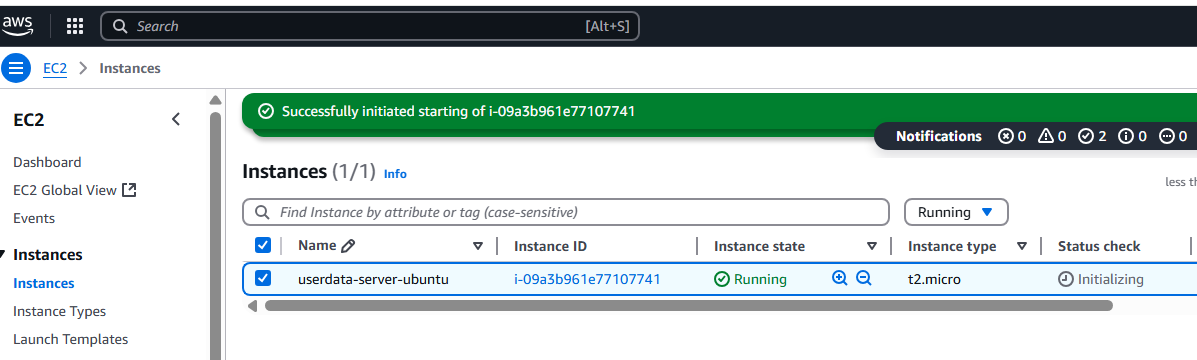 aws
Search [Alt+S]
EC2 Instances
EC2
Dashboard
EC2 Global View
Events
Instances
Instances
Instance Types
Launch Templates
Successfully initiated starting of i-09a3b961e77107741
Notifications 0 0 2 0 0
Instances (1/1) Info
less th
Find Instance by attribute or tag (case-sensitive) Running
Name Instance ID Instance state Instance type Status check
userdata-server-ubuntu i-09a3b961e77107741 Running t2.micro Initializing